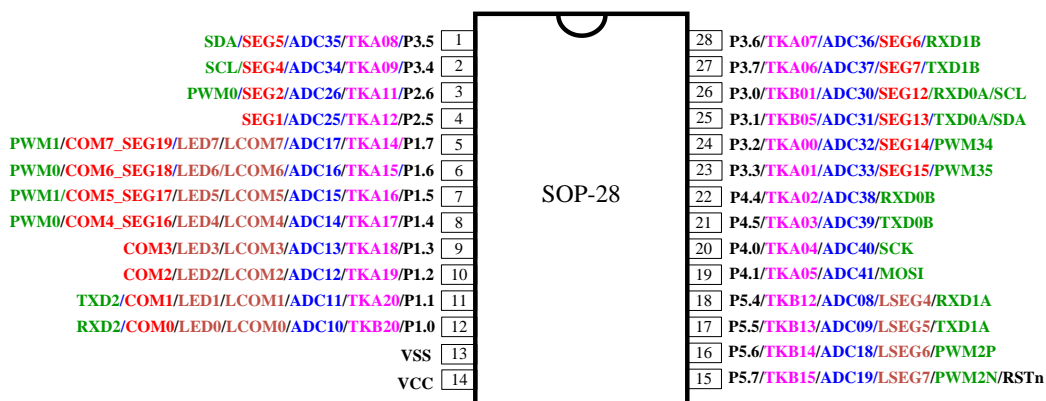 SDA/SEG5/ADC35/TKA08/P3.5 1 28 P3.6/TKA07/ADC36/SEG6/RXD1B
SCL/SEG4/ADC34/TKA09/P3.4 2 27 P3.7/TKA06/ADC37/SEG7/TXD1B
PWM0/SEG2/ADC26/TKA11/P2.6 3 26 P3.0/TKB01/ADC30/SEG12/RXD0A/SCL
SEG1/ADC25/TKA12/P2.5 4 25 P3.1/TKB05/ADC31/SEG13/TXD0A/SDA
PWM1/COM7_SEG19/LED7/LCOM7/ADC17/TKA14/P1.7 5 24 P3.2/TKA00/ADC32/SEG14/PWM34
PWM0/COM6_SEG18/LED6/LCOM6/ADC16/TKA15/P1.6 6 23 P3.3/TKA01/ADC33/SEG15/PWM35
PWM1/COM5_SEG17/LED5/LCOM5/ADC15/TKA16/P1.5 7 SOP-28 22 P4.4/TKA02/ADC38/RXD0B
PWM0/COM4_SEG16/LED4/LCOM4/ADC14/TKA17/P1.4 8 21 P4.5/TKA03/ADC39/TXD0B
COM3/LED3/LCOM3/ADC13/TKA18/P1.3 9 20 P4.0/TKA04/ADC40/SCK
COM2/LED2/LCOM2/ADC12/TKA19/P1.2 10 19 P4.1/TKA05/ADC41/MOSI
TXD2/COM1/LED1/LCOM1/ADC11/TKA20/P1.1 11 18 P5.4/TKB12/ADC08/LSEG4/RXD1A
RXD2/COM0/LED0/LCOM0/ADC10/TKB20/P1.0 12 17 P5.5/TKB13/ADC09/LSEG5/TXD1A
VSS 13 16 P5.6/TKB14/ADC18/LSEG6/PWM2P
VCC 14 15 P5.7/TKB15/ADC19/LSEG7/PWM2N/RSTn